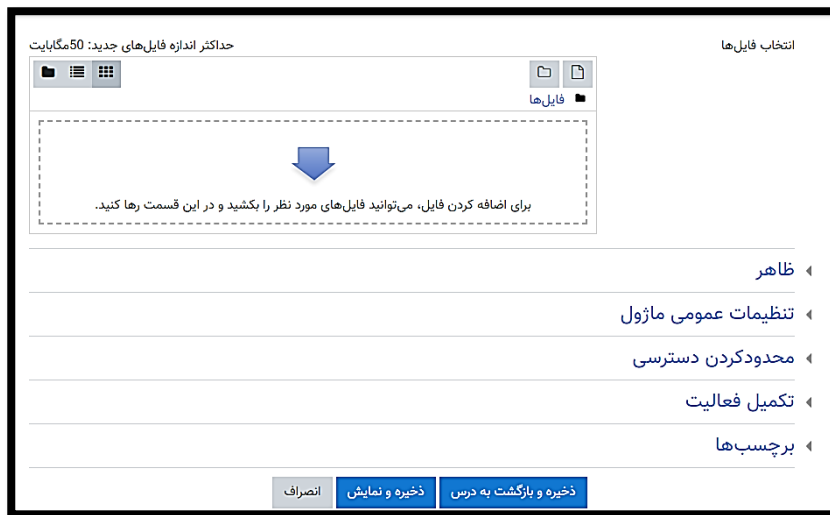 انتخاب فایل‌ها
حداکثر اندازه فایل‌های جدید: 50مگابایت
فایل‌ها
برای اضافه کردن فایل، می‌توانید فایل‌های مورد نظر را بکشید و در این قسمت رها کنید.
ظاهر
تنظیمات عمومی ماژول
محدودکردن دسترسی
تکمیل فعالیت
برچسب‌ها
ذخیره و بازگشت به درس
ذخیره و نمایش
انصراف